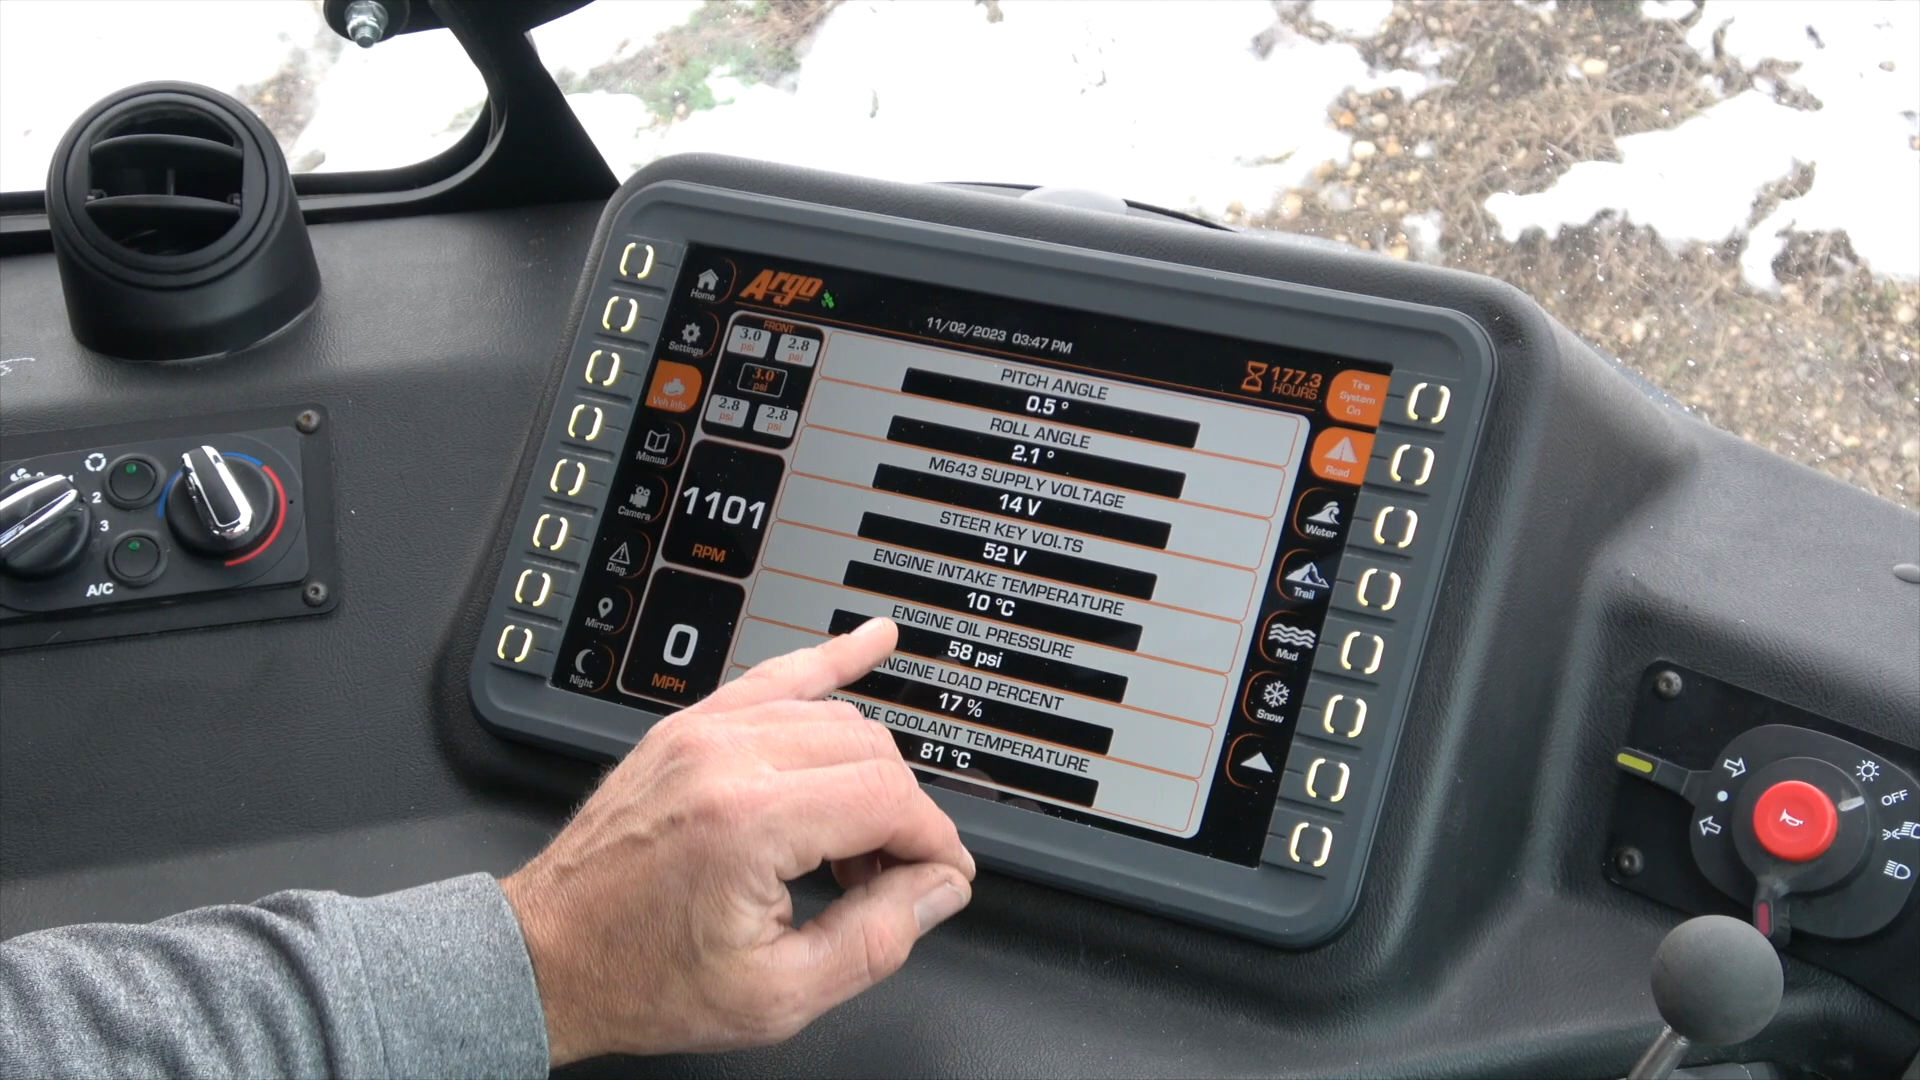 Home
Argo
11/02/2023 03:47 PM
177.3
HOURS
Settings
Veh Info
Manual
Camera
Diag.
Mirror
Night
FRONT
3.0
psi
2.8
psi
3.0
psi
2.8
psi
2.8
psi
1101
RPM
0
MPH
PITCH ANGLE
0.5 °
ROLL ANGLE
2.1 °
M643 SUPPLY VOLTAGE
14 V
STEER KEY VOLTS
52 V
ENGINE INTAKE TEMPERATURE
10 °C
ENGINE OIL PRESSURE
58 psi
ENGINE LOAD PERCENT
17 %
ENGINE COOLANT TEMPERATURE
81 °C
Tire
System
On
Road
Water
Trail
Mud
Snow
2
3
A/C
OFF